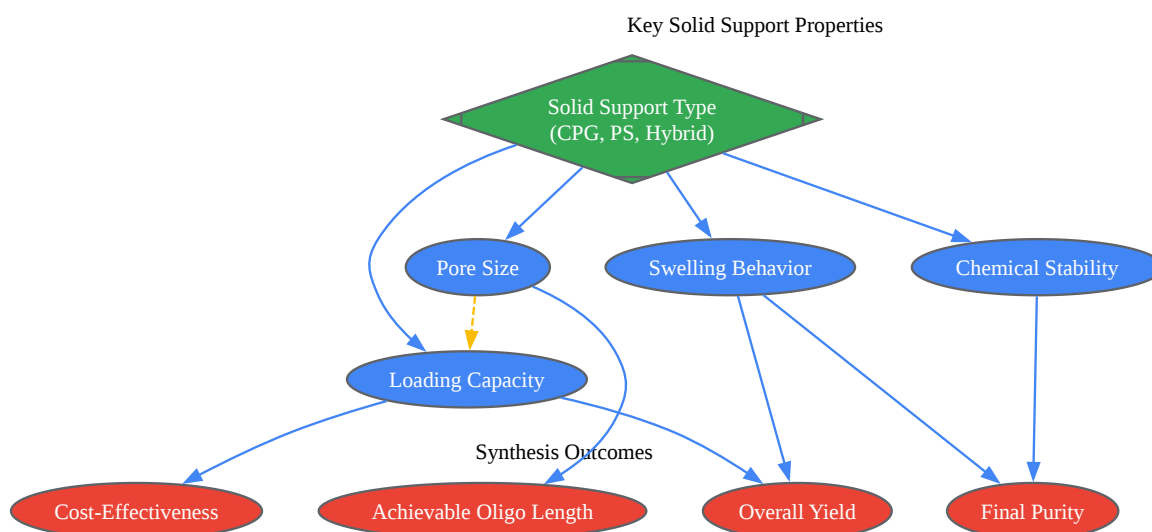 Key Solid Support Properties
Solid Support Type
(CPG, PS, Hybrid)
Pore Size
Swelling Behavior
Chemical Stability
Loading Capacity
Synthesis Outcomes
Cost-Effectiveness
Achievable Oligo Length
Overall Yield
Final Purity